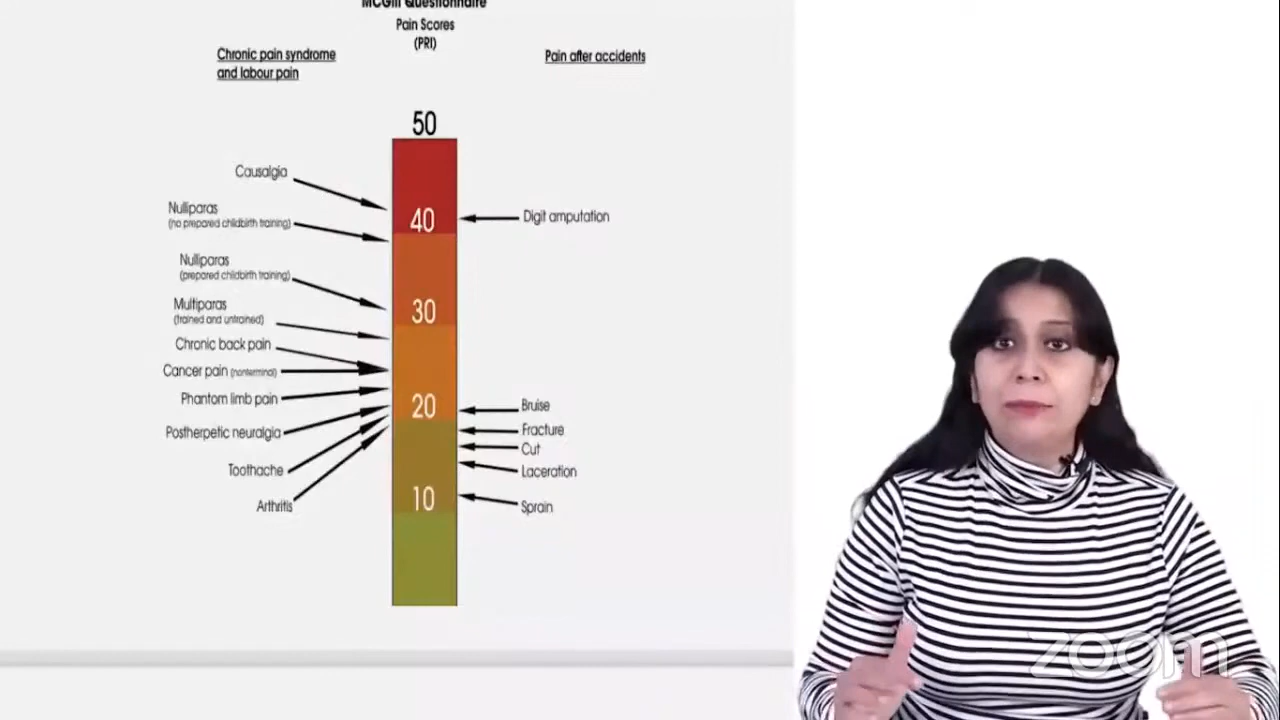 MCGill Questionnaire
Pain Scores
(PRI)
Chronic pain syndrome
and labour pain
Pain after accidents
50
Causalgia
Nulliparas
(no prepared childbirth training)
40
Digit amputation
Nulliparas
(prepared childbirth training)
Multiparas
(trained and untrained)
30
Chronic back pain
Cancer pain (nonterminal)
Phantom limb pain
20
Bruise
Postherpetic neuralgia
Fracture
Cut
Toothache
Laceration
10
Arthritis
Sprain
zoom